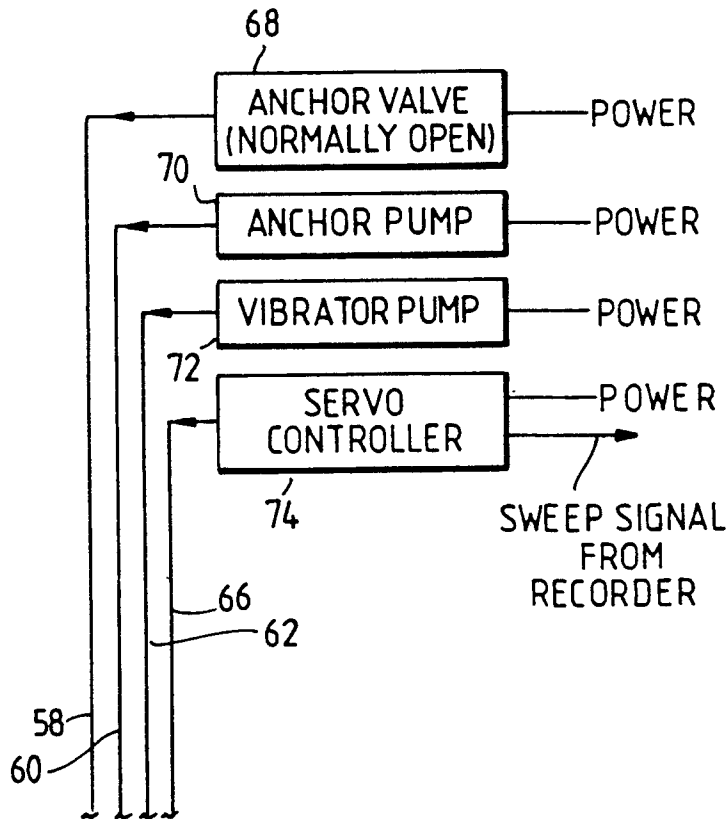 68
ANCHOR VALVE
(NORMALLY OPEN)
POWER
70
ANCHOR PUMP
POWER
VIBRATOR PUMP
POWER
72
SERVO
CONTROLLER
POWER
74
SWEEP SIGNAL
FROM
RECORDER
66
62
58
60